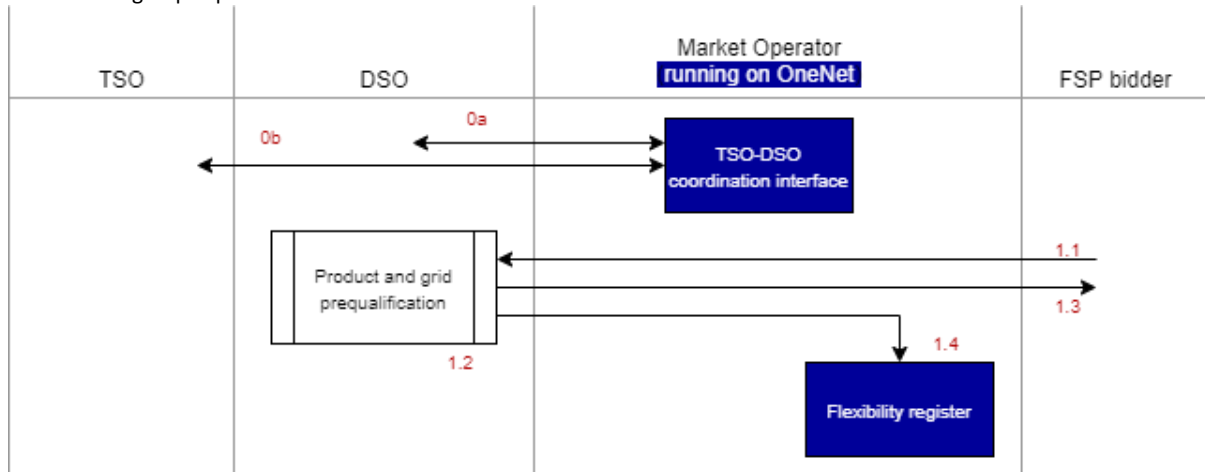 TSO
DSO
Market Operator
running on OneNet
FSP bidder
0a
0b
TSO-DSO
coordination interface
1.1
Product and grid
prequalification
1.3
1.2
1.4
Flexibility register